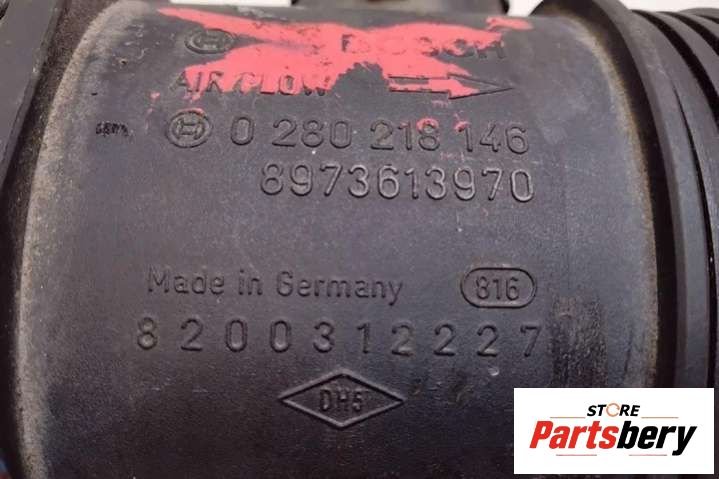 BOSCH
AIR FLOW
0 280 218 146
8973613970
Made in Germany 816
8200312227
DH5
STORE
Partsbery